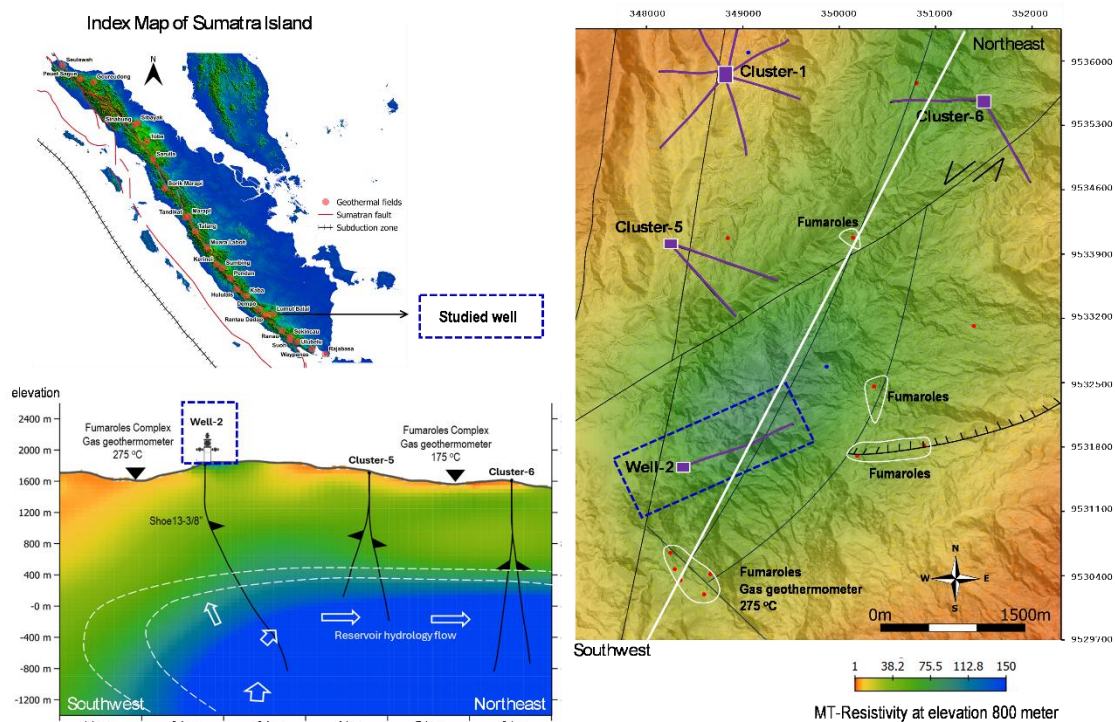 Index Map of Sumatra Island
N
Seulawah
Peuet Sague
Geureudong
Sinabung
Sibayak
Toba
Sarulla
Sorik Marapi
Tandikat
Marapi
Talang
Muara Laboh
Kerinci
Sumbing
Pendan
Hululais
Kaba
Dempo
Lumut Balai
Rantau Dedap
Ranau
Sekincau
Suoh
Ulubelu
Waypanas
Rajabasa
Geothermal fields
Sumatran fault
Subduction zone
Studied well
elevation
2400 m
2000 m
1600 m
1200 m
800 m
400 m
-0 m
-400 m
-800 m
-1200 m
Fumaroles Complex
Gas geothermometer
275 ºC
Well-2
Cluster-5
Fumaroles Complex
Gas geothermometer
175 ºC
Cluster-6
Shoe13-3/8"
Reservoir hydrology flow
Southwest
Northeast
348000
349000
350000
351000
352300
9536000
9535300
9534600
9533900
9533200
9532500
9531800
9531100
9530400
9529700
Northeast
Cluster-1
Cluster-6
Cluster-5
Fumaroles
Fumaroles
Fumaroles
Well-2
Fumaroles
Gas geothermometer
275 ºC
N
W
E
S
0m
1500m
Southwest
1
38.2
75.5
112.8
150
MT-Resistivity at elevation 800 meter